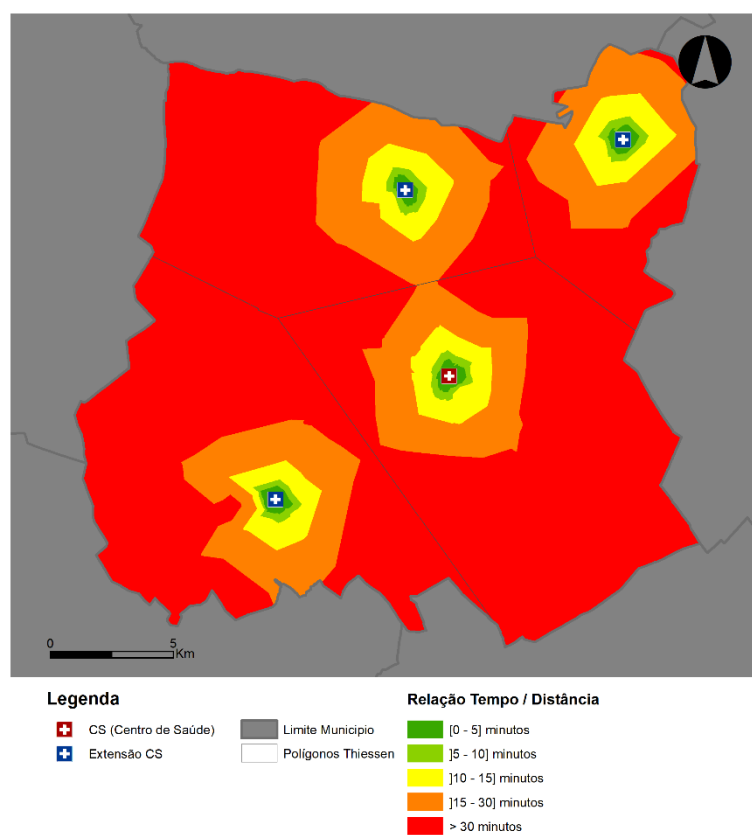 0 5
Km
Legenda
CS (Centro de Saúde)
Extensão CS
Limite Municipio
Polígonos Thiessen
Relação Tempo / Distância
[0 - 5] minutos
]5 - 10] minutos
]10 - 15] minutos
]15 - 30] minutos
> 30 minutos